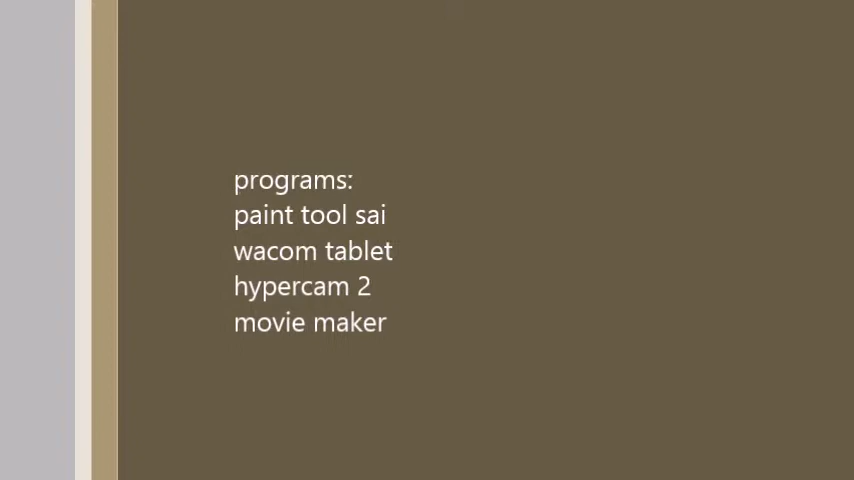 programs:
paint tool sai
wacom tablet
hypercam 2
movie maker